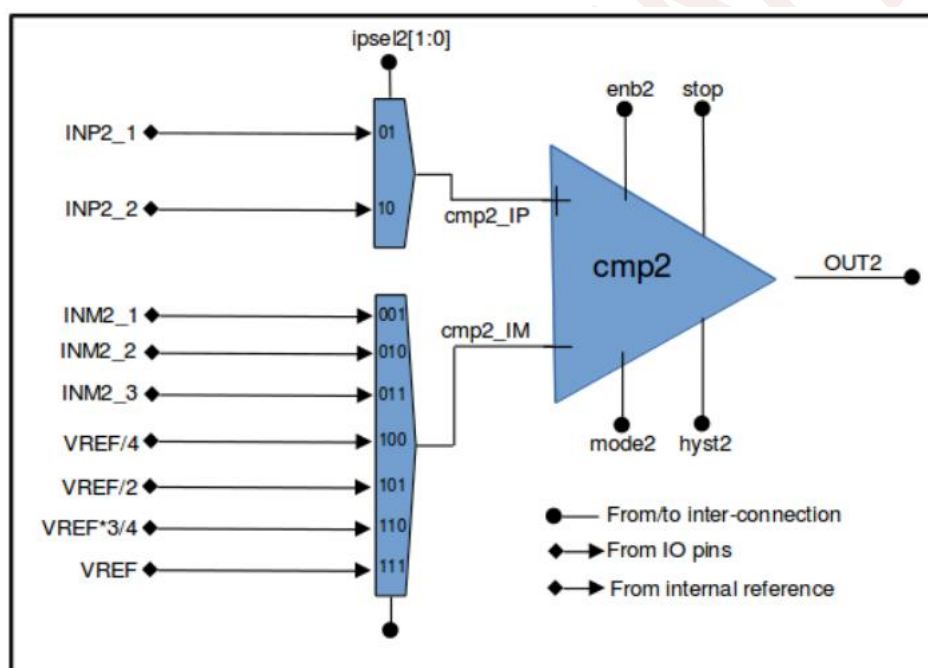 ipsel2[1:0]
enb2
stop
INP2_1
01
INP2_2
10
cmp2_IP
cmp2
OUT2
INM2_1
001
cmp2_IM
INM2_2
010
INM2_3
011
VREF/4
100
mode2
hyst2
VREF/2
101
VREF*3/4
110
VREF
111
From/to inter-connection
From IO pins
From internal reference